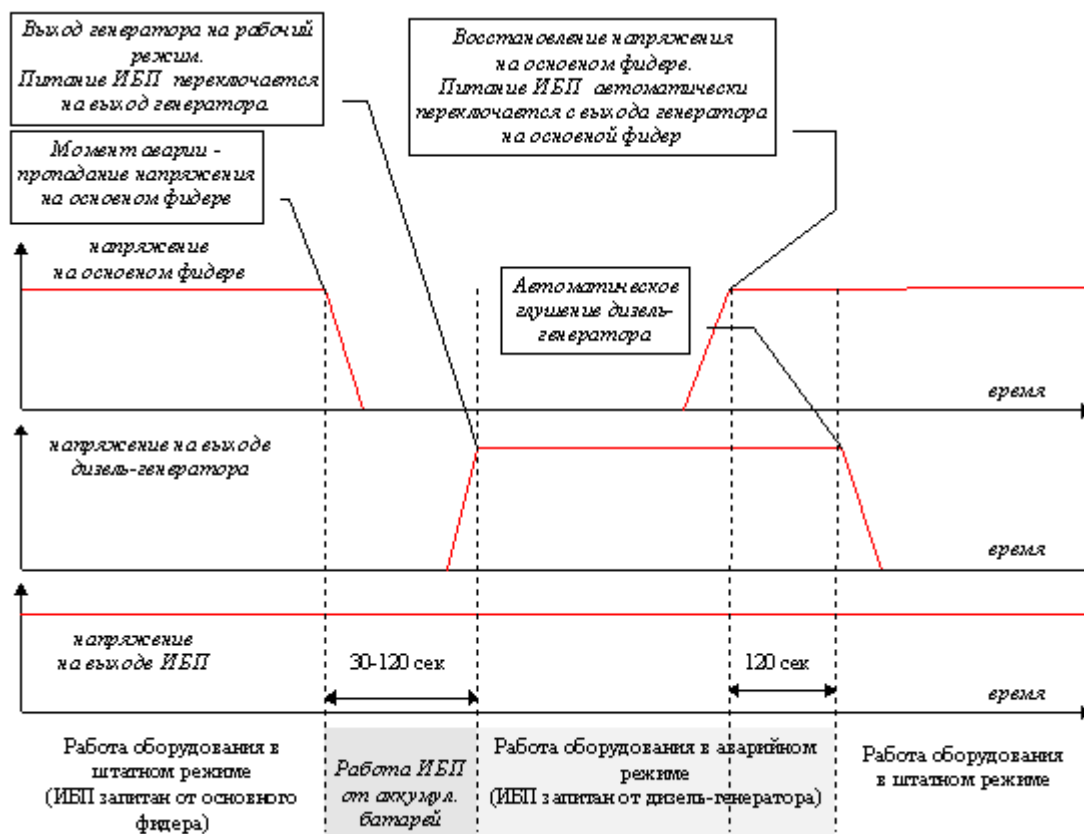 Выход генератора на рабочий
режим.
Питание ИБП переключается
на выход генератора
Восстановление напряжения
на основном фидере.
Питание ИБП автоматически
переключается с выхода генератора
на основной фидер
Момент аварии -
пропадание напряжения
на основном фидере
напряжение
на основном фидере
Автоматическое
глушение дизель-
генератора
время
напряжение на выходе
дизель-генератора
время
напряжение
на выходе ИБП
30-120 сек
120 сек
время
Работа оборудования в
штатном режиме
(ИБП запитан от основного
фидера)
Работа ИБП
от аккумул.
батарей
Работа оборудования в аварийном
режиме
(ИБП запитан от дизель-генератора)
Работа оборудования
в штатном режиме